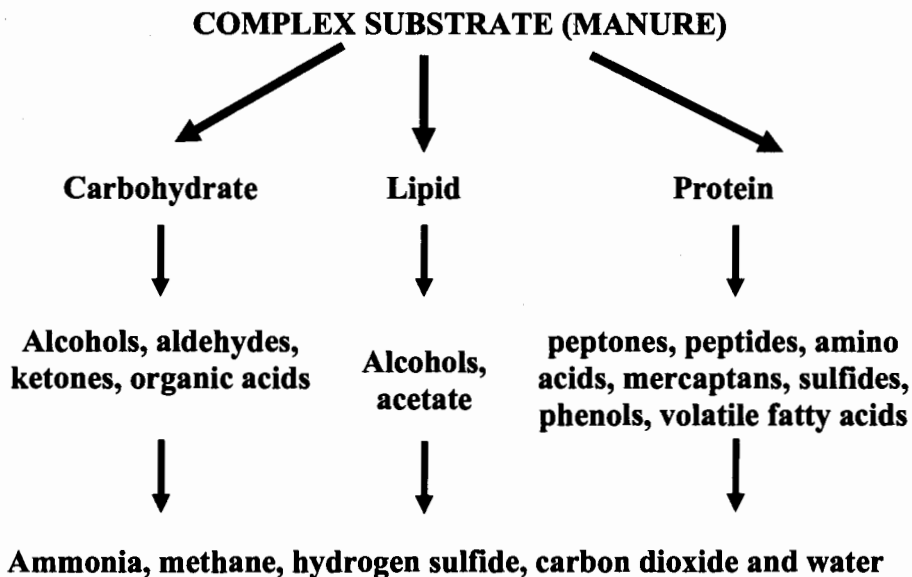 COMPLEX SUBSTRATE (MANURE)
Carbohydrate
Lipid
Protein
Alcohols, aldehydes,
ketones, organic acids
Alcohols,
acetate
peptones, peptides, amino
acids, mercaptans, sulfides,
phenols, volatile fatty acids
Ammonia, methane, hydrogen sulfide, carbon dioxide and water